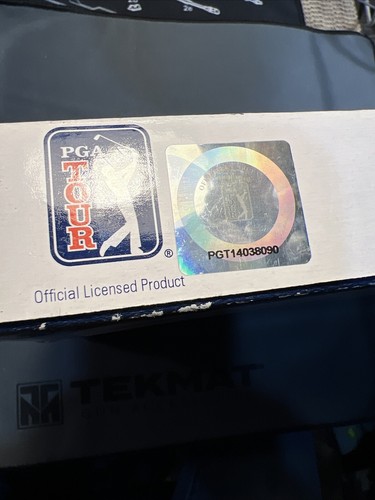 PGA
TOUR
®
PGT14038090
Official Licensed Product
TEKMAT